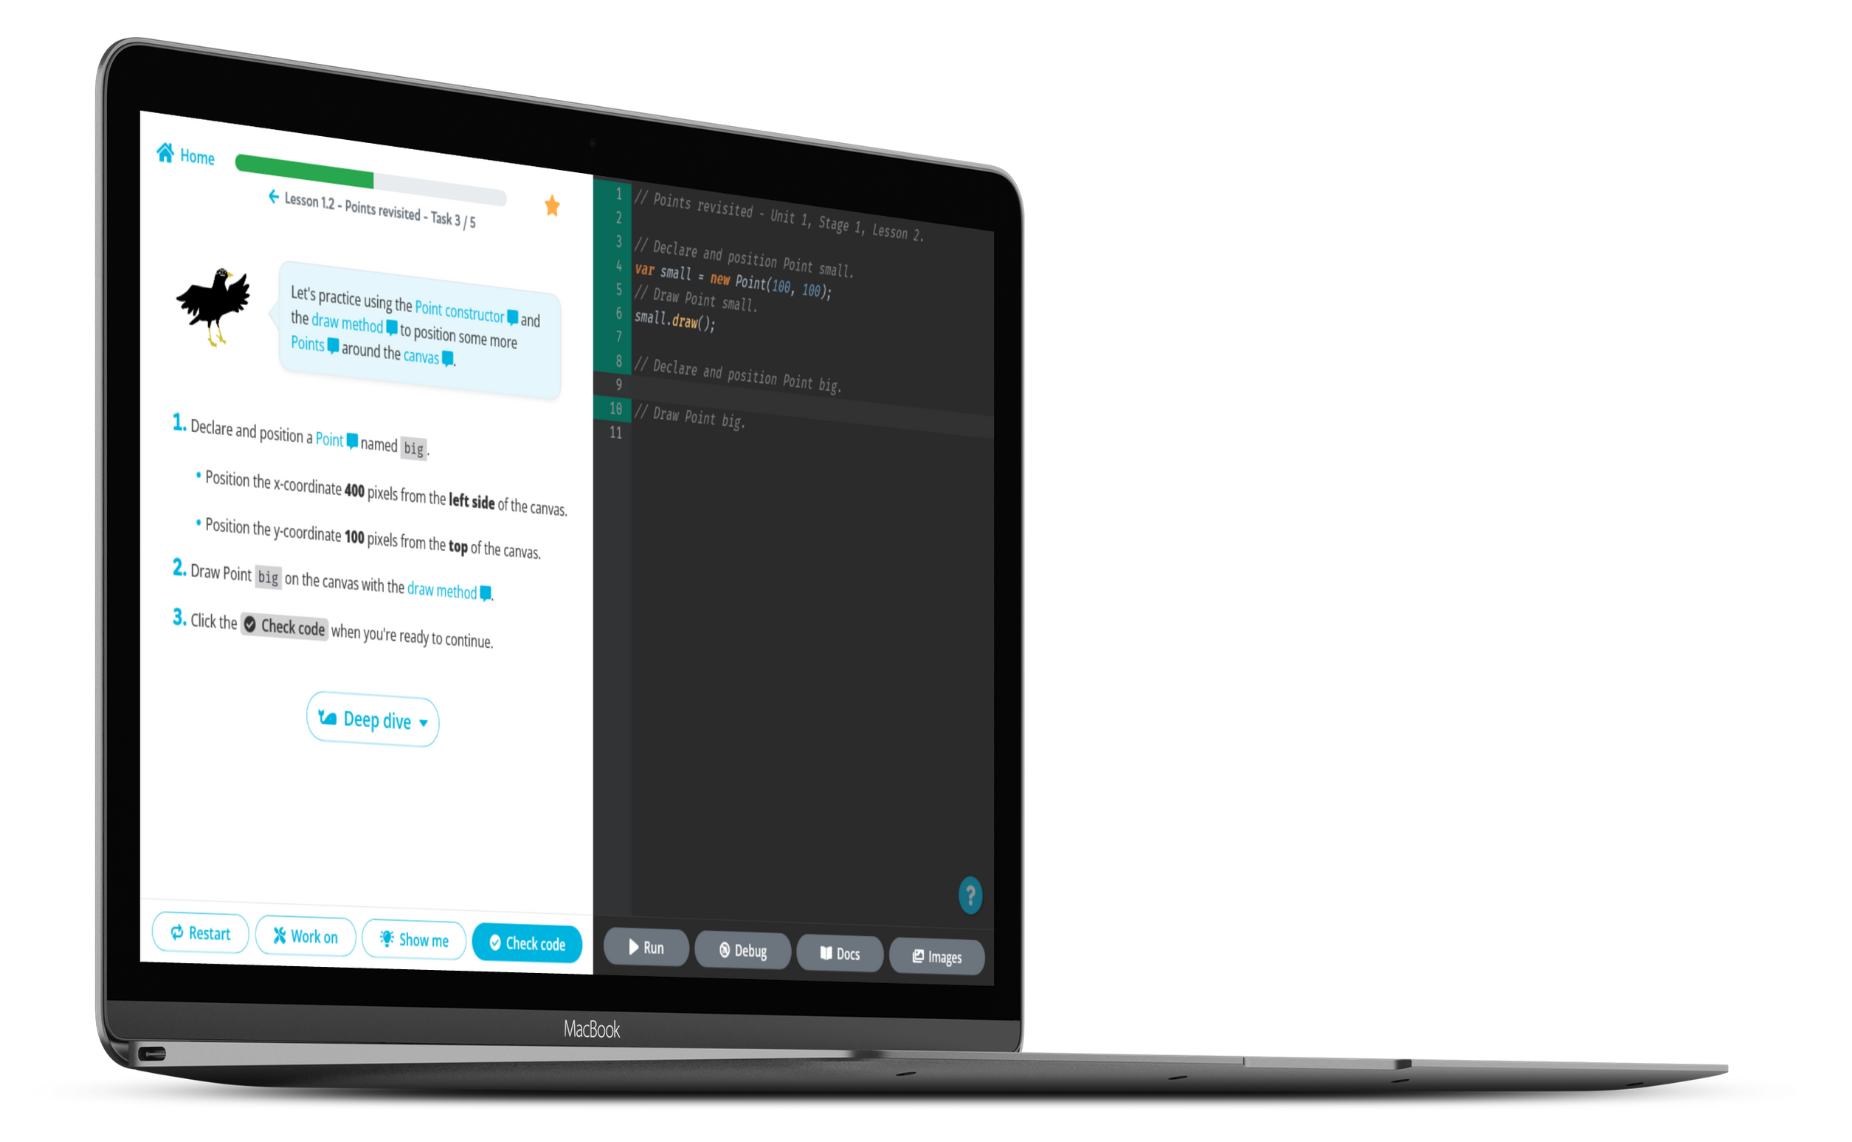 Home
Lesson 1.2 - Points revisited - Task 3 / 5
Let's practice using the Point constructor and
the draw method to position some more
Points around the canvas.
1. Declare and position a Point named big.
• Position the x-coordinate 400 pixels from the left side of the canvas.
• Position the y-coordinate 100 pixels from the top of the canvas.
2. Draw Point big on the canvas with the draw method.
3. Click the Check code when you're ready to continue.
Deep dive
Restart
Work on
Show me
Check code
1 // Points revisited - Unit 1, Stage 1, Lesson 2.
2
3 // Declare and position Point small.
4 var small = new Point(100, 100);
5 // Draw Point small.
6 small.draw();
7
8 // Declare and position Point big.
9
10 // Draw Point big.
11
?
Run
Debug
Docs
Images
MacBook